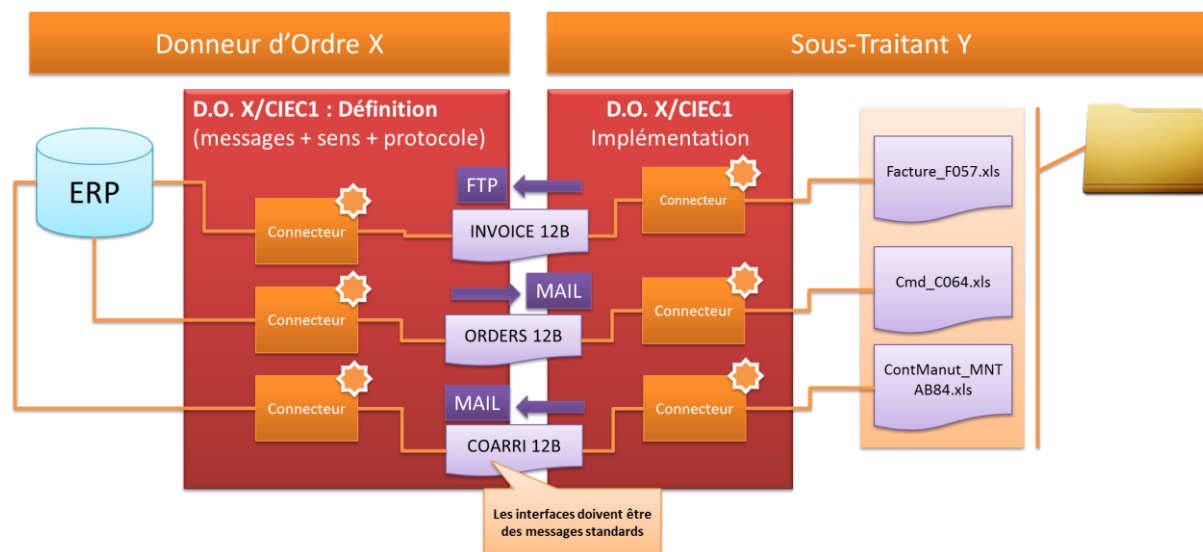 Donneur d'Ordre X
Sous-Traitant Y
D.O. X/CIEC1 : Définition
(messages + sens + protocole)
D.O. X/CIEC1
Implémentation
ERP
Connecteur
FTP
INVOICE 12B
Connecteur
Facture_F057.xls
Connecteur
MAIL
ORDERS 12B
Connecteur
Cmd_C064.xls
Connecteur
MAIL
COARRI 12B
Connecteur
ContManut_MNT
AB84.xls
Les interfaces doivent être
des messages standards